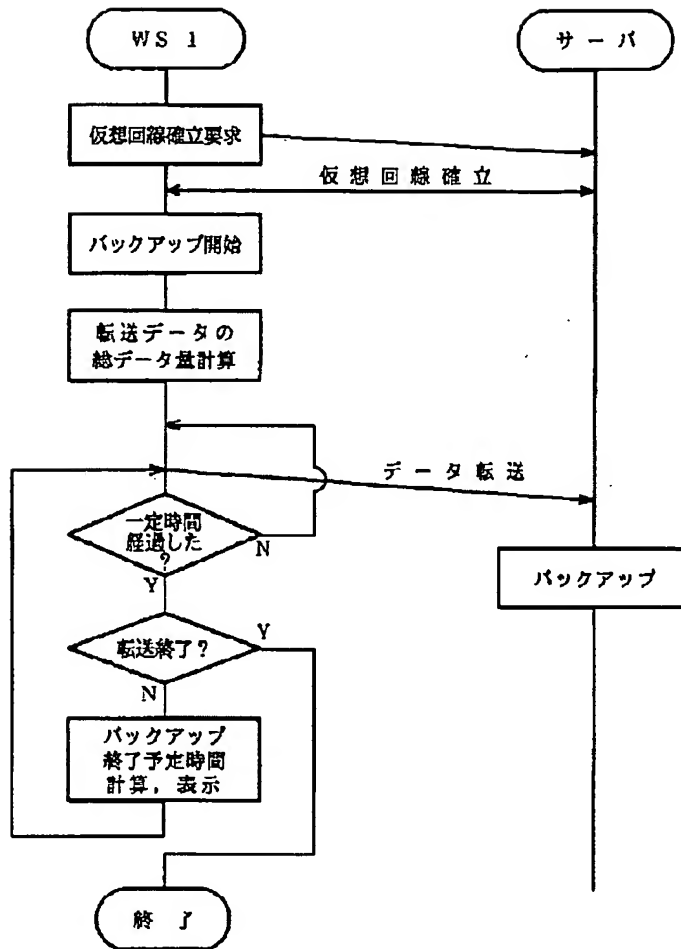 WS 1
サーバ
仮想回線確立要求
仮想回線確立
バックアップ開始
転送データの
総データ量計算
データ転送
一定時間
経過した
?
N
Y
バックアップ
転送終了?
Y
N
バックアップ
終了予定時間
計算,表示
終了